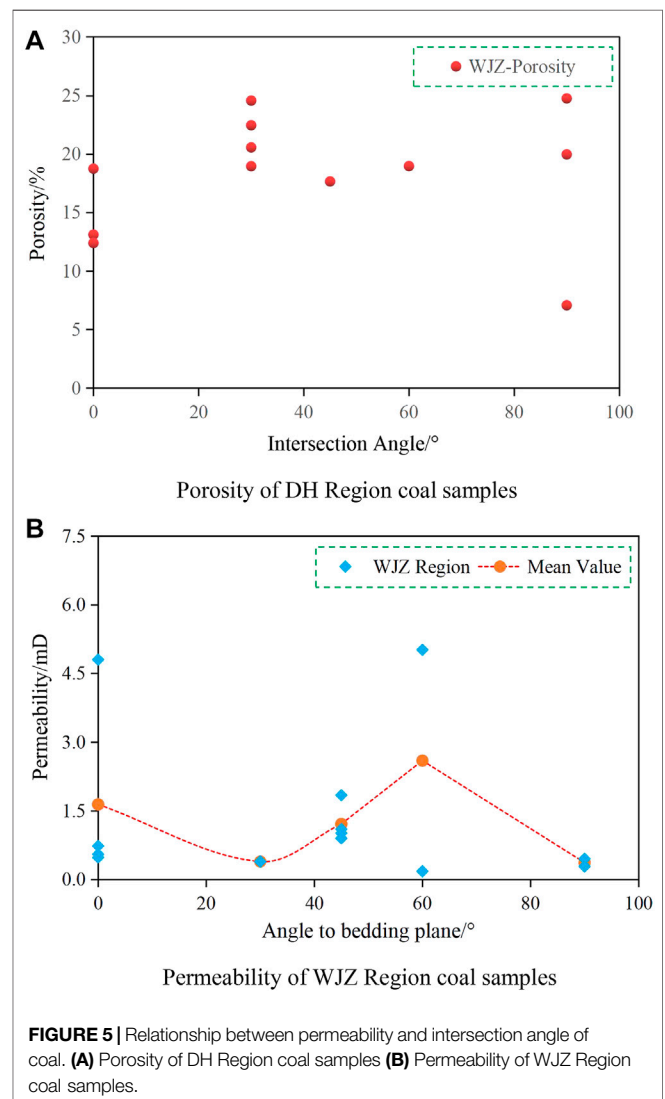 A
30
25
20
15
10
5
0
Porosity/%
WJZ-Porosity
0 20 40 60 80 100
Intersection Angle/°
Porosity of DH Region coal samples
B
7.5
6.0
4.5
3.0
1.5
0.0
Permeability/mD
WJZ Region Mean Value
0 20 40 60 80 100
Angle to bedding plane/°
Permeability of WJZ Region coal samples
FIGURE 5 | Relationship between permeability and intersection angle of
coal. (A) Porosity of DH Region coal samples (B) Permeability of WJZ Region
coal samples.